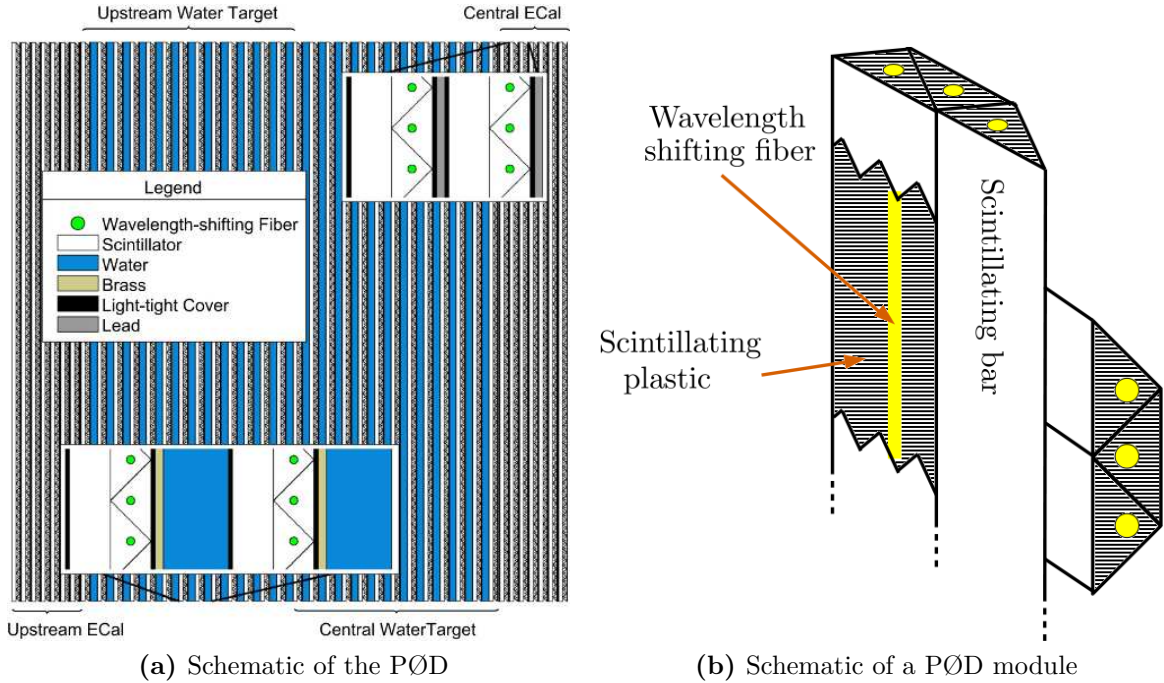 Upstream Water Target
Central ECal
Legend
Wavelength-shifting Fiber
Scintillator
Water
Brass
Light-tight Cover
Lead
Upstream ECal
Central WaterTarget
(a) Schematic of the PØD
Wavelength
shifting fiber
Scintillating
plastic
Scintillating bar
(b) Schematic of a PØD module